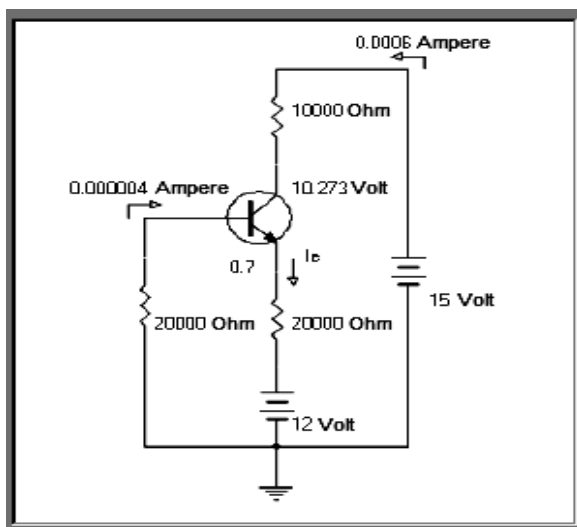 0.0006 Ampere
10000 Ohm
0.000004 Ampere
10.273 Volt
0.7
Ie
15 Volt
20000 Ohm
20000 Ohm
12 Volt